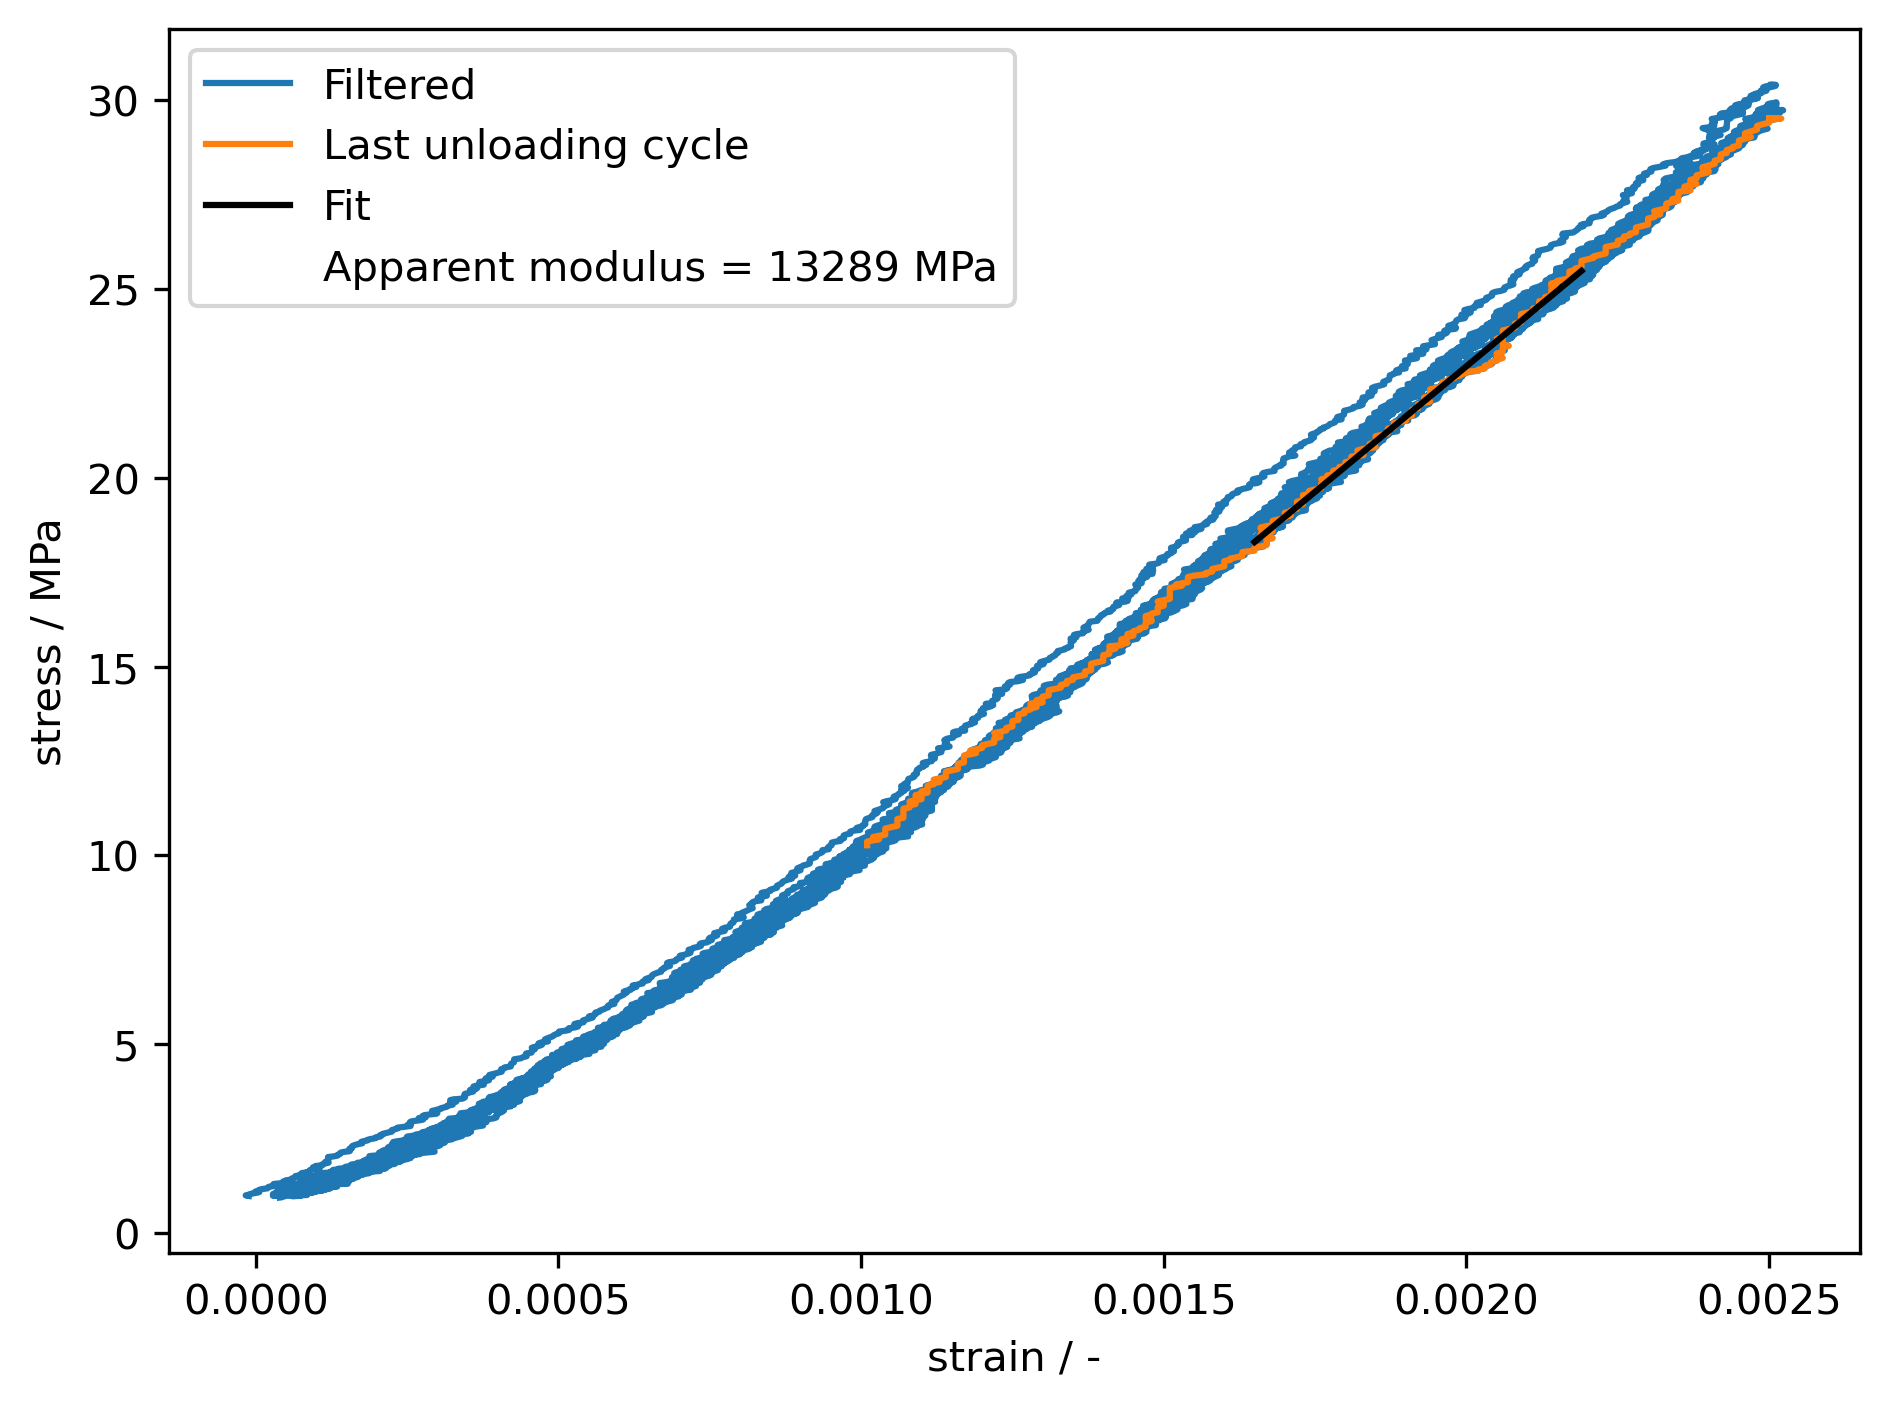 Filtered
Last unloading cycle
Fit
Apparent modulus = 13289 MPa
30
25
20
15
10
5
0
stress / MPa
0.0000 0.0005 0.0010 0.0015 0.0020 0.0025
strain / -